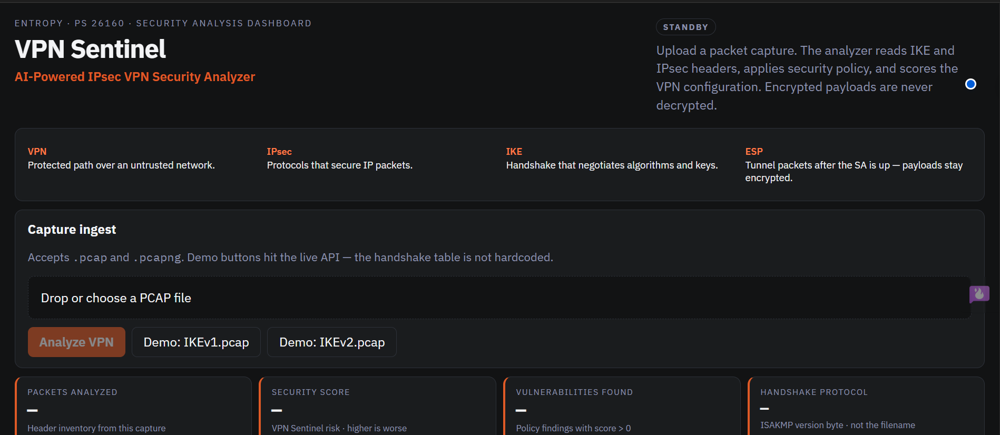 ENTROPY · PS 26160 · SECURITY ANALYSIS DASHBOARD
VPN Sentinel
AI-Powered IPsec VPN Security Analyzer
STANDBY
Upload a packet capture. The analyzer reads IKE and
IPsec headers, applies security policy, and scores the
VPN configuration. Encrypted payloads are never
decrypted.
VPN
Protected path over an untrusted network.
IPsec
Protocols that secure IP packets.
IKE
Handshake that negotiates algorithms and keys.
ESP
Tunnel packets after the SA is up — payloads stay
encrypted.
Capture ingest
Accepts .pcap and .pcapng. Demo buttons hit the live API — the handshake table is not hardcoded.
Drop or choose a PCAP file
Analyze VPN
Demo: IKEv1.pcap
Demo: IKEv2.pcap
PACKETS ANALYZED
—
Header inventory from this capture
SECURITY SCORE
—
VPN Sentinel risk · higher is worse
VULNERABILITIES FOUND
—
Policy findings with score > 0
HANDSHAKE PROTOCOL
—
ISAKMP version byte · not the filename